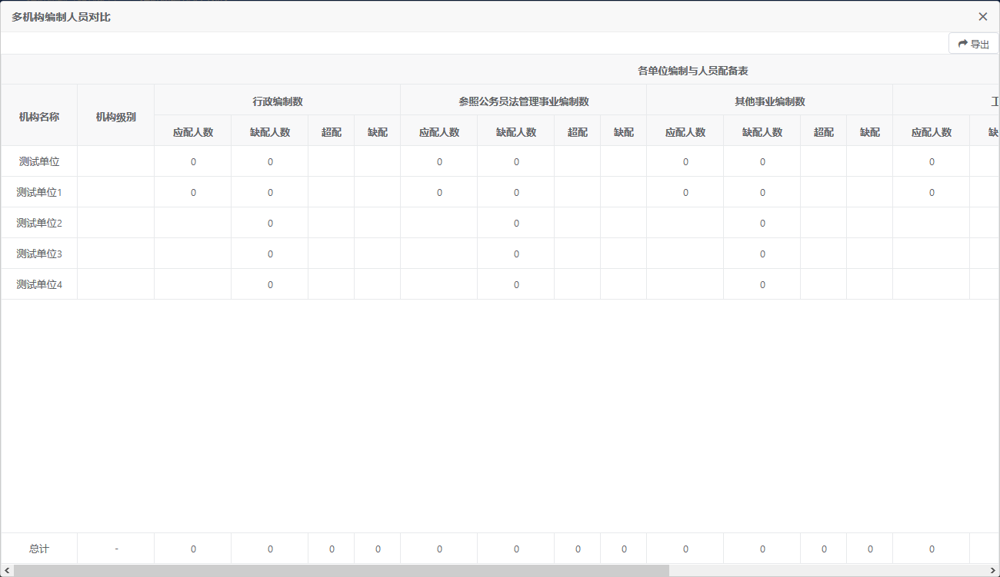 多机构编制人员对比
导出
各单位编制与人员配备表
机构名称 机构级别 行政编制数 参照公务员法管理事业编制数 其他事业编制数
应配人数 缺配人数 超配 缺配 应配人数 缺配人数 超配 缺配 应配人数 缺配人数 超配 缺配 应配人数 缺
测试单位 0 0 0 0 0 0 0
测试单位1 0 0 0 0 0 0 0
测试单位2 0 0 0
测试单位3 0 0 0
测试单位4 0 0 0
总计 - 0 0 0 0 0 0 0 0 0 0 0 0 0